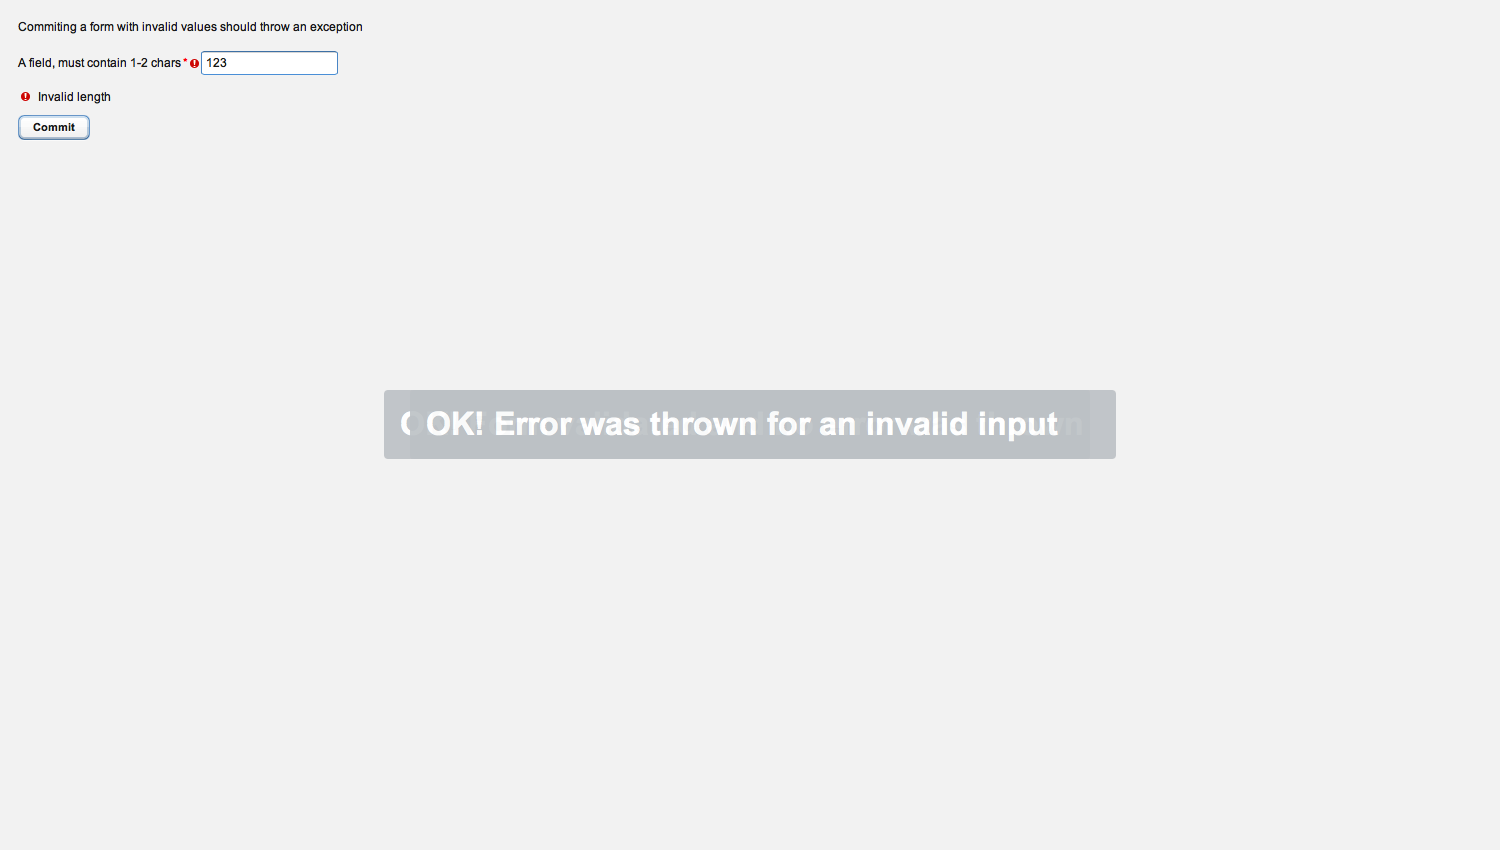 Commiting a form with invalid values should throw an exception
A field, must contain 1-2 chars * 123
Invalid length
Commit
OK! Error was thrown for an invalid input